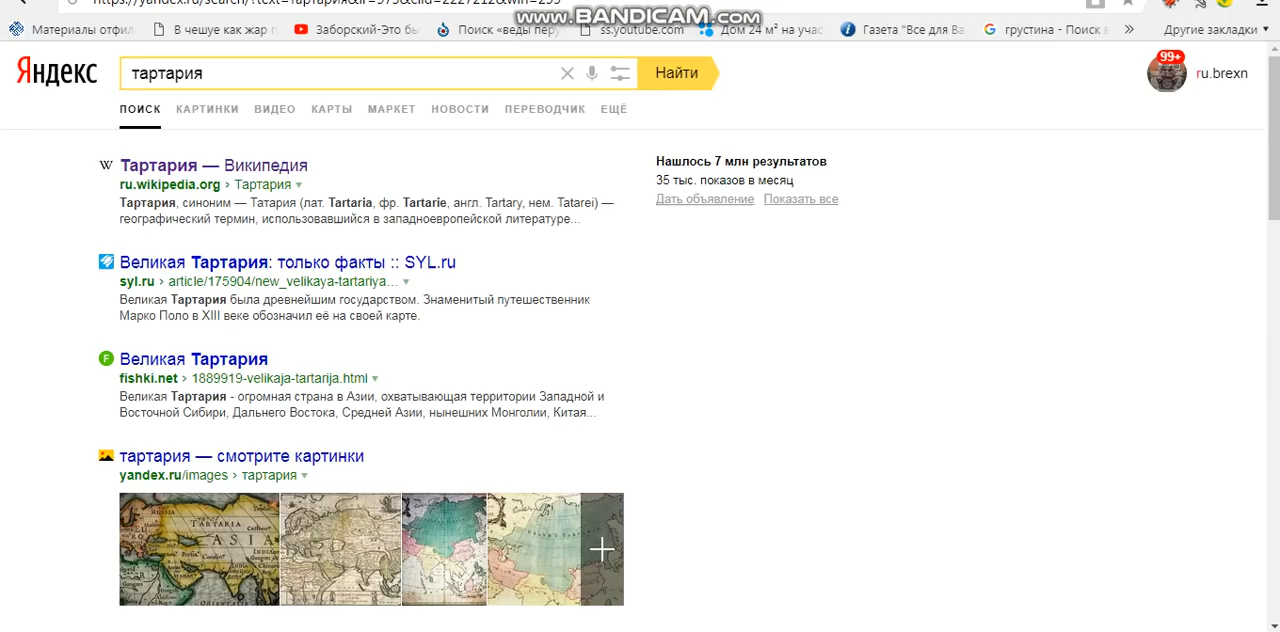 www.BANDICAM.com
Материалы отфил
В чешуе как жар
Заборский-Это бы
Поиск «веды перу
ss.youtube.com
Дом 24 м² на учас
Газета "Все для Ва
грустина - Поиск в
»
Другие закладки
Яндекс
тартария
Найти
99+
ru.brexn
ПОИСК
КАРТИНКИ
ВИДЕО
КАРТЫ
МАРКЕТ
НОВОСТИ
ПЕРЕВОДЧИК
ЕЩЁ
W Тартария — Википедия
ru.wikipedia.org › Тартария
Тартария, синоним — Татария (лат. Tartaria, фр. Tartarie, англ. Tartary, нем. Tatarei) —
географический термин, использовавшийся в западноевропейской литературе...
Великая Тартария: только факты :: SYL.ru
syl.ru › article/175904/new_velikaya-tartariya...
Великая Тартария была древнейшим государством. Знаменитый путешественник
Марко Поло в XIII веке обозначил её на своей карте.
F Великая Тартария
fishki.net › 1889919-velikaja-tartarija.html
Великая Тартария - огромная страна в Азии, охватывающая территории Западной и
Восточной Сибири, Дальнего Востока, Средней Азии, нынешних Монголии, Китая...
тартария — смотрите картинки
yandex.ru/images › тартария
TARTARIA
ASIA
Нашлось 7 млн результатов
35 тыс. показов в месяц
Дать объявление Показать все